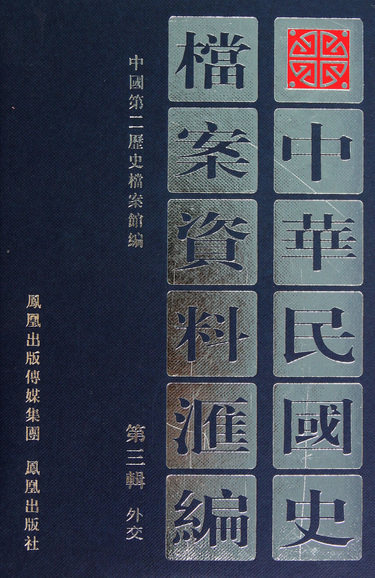 中華民國史
檔案資料滙編
第三輯 外交
中國第二歷史檔案館編
鳳凰出版傳媒集團 鳳凰出版社